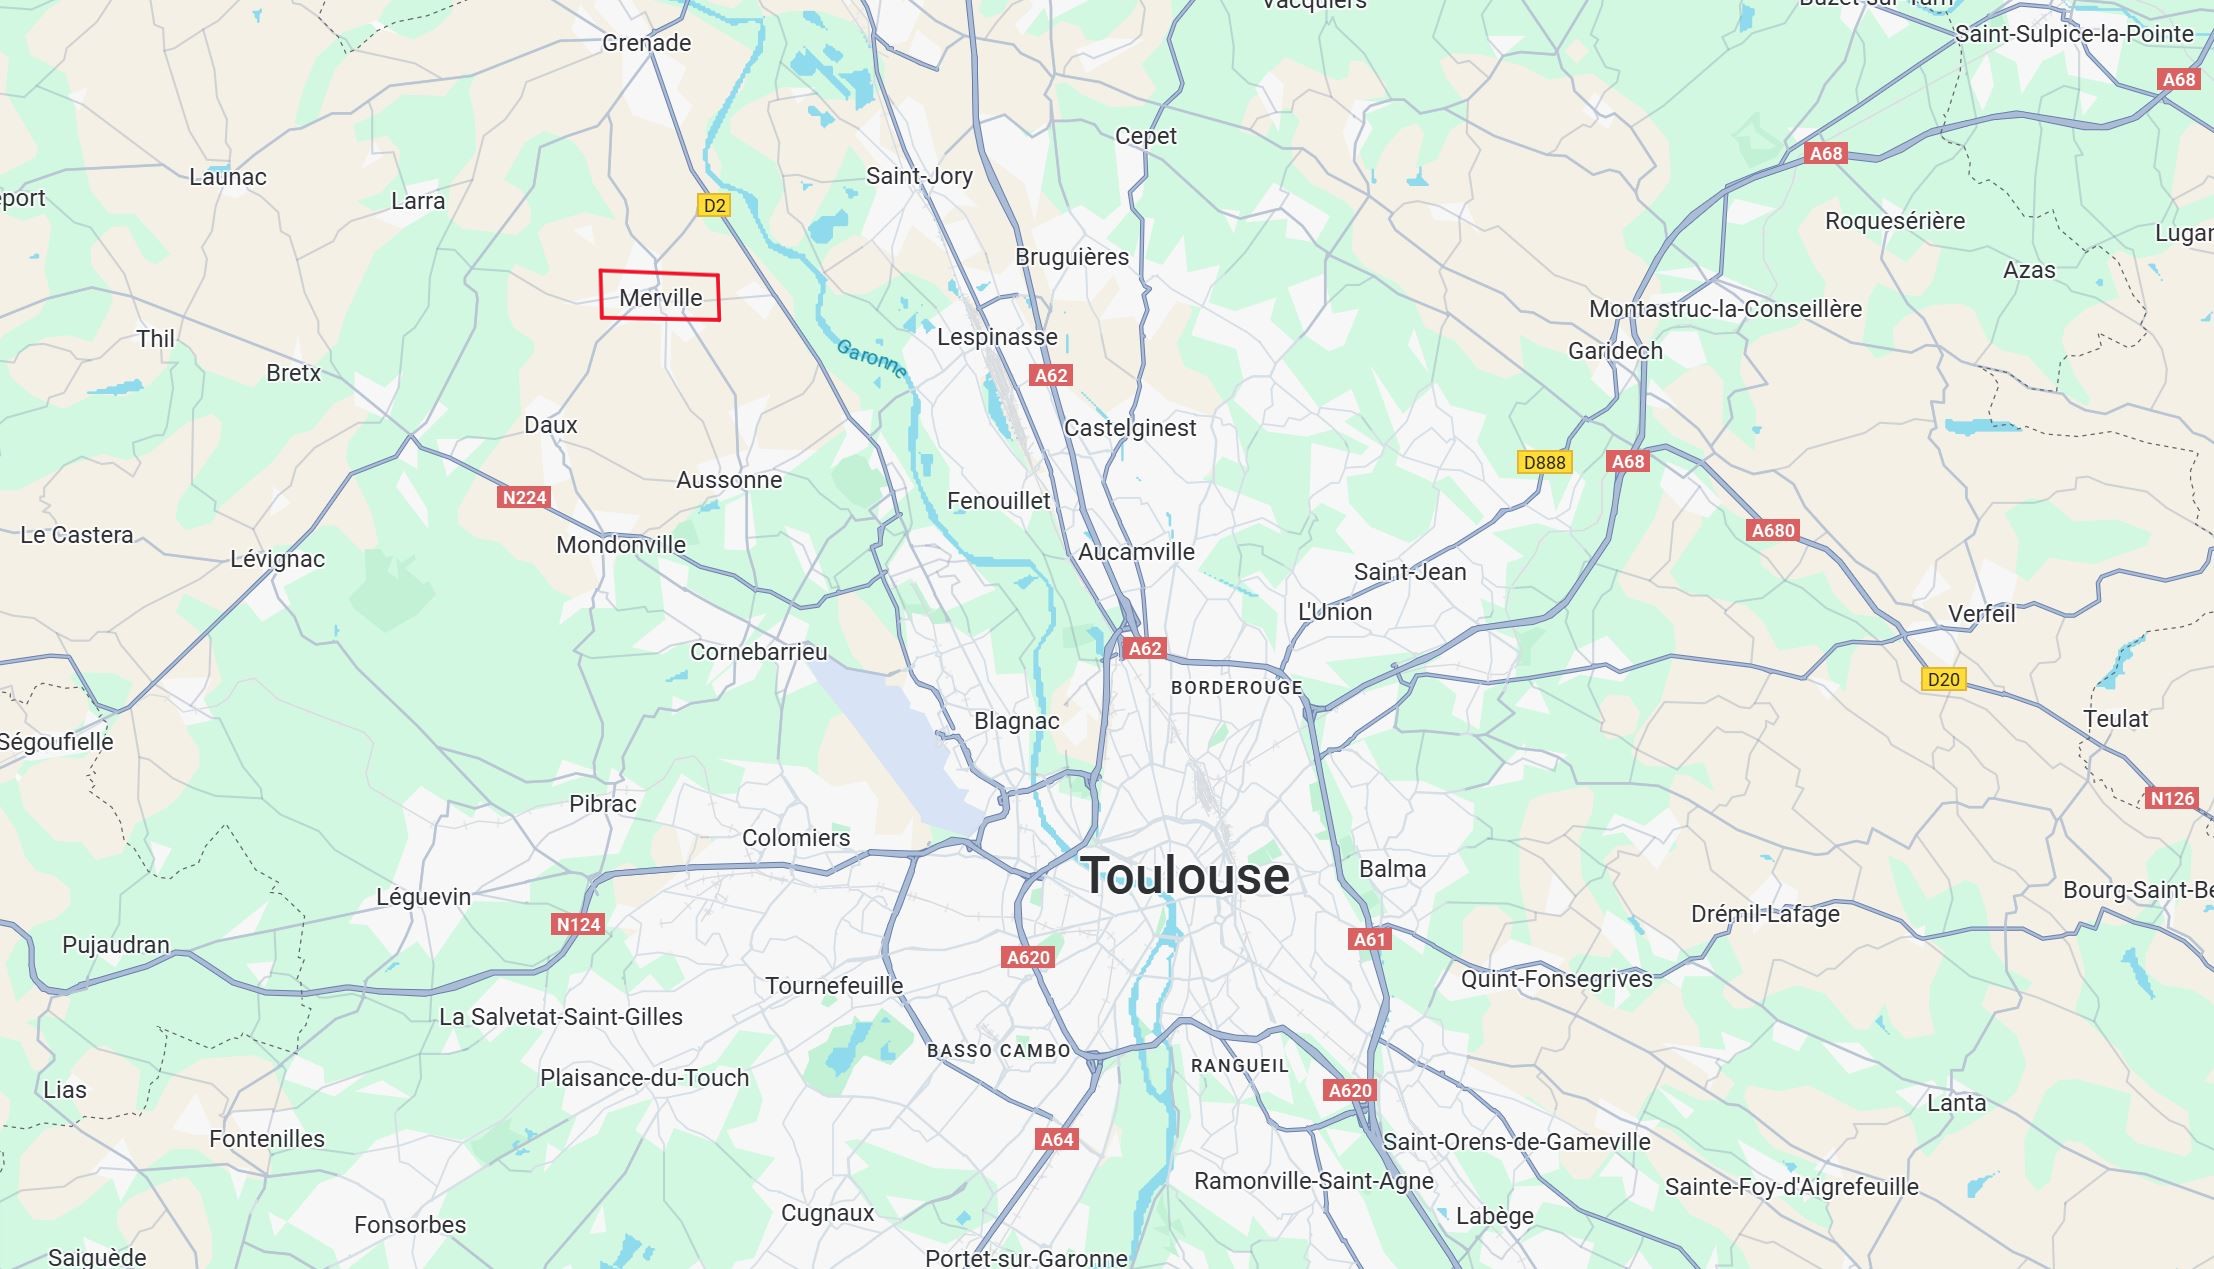 Vacquiers
Buzet-sur-Tarn
Saint-Sulpice-la-Pointe
Grenade
A68
Cepet
A68
Launac
Saint-Jory
Larra
port
D2
Roquesérière
Lugar
Bruguières
Azas
Merville
Montastruc-la-Conseillère
Thil
Lespinasse
Garonne
Garidech
Bretx
A62
Daux
Castelginest
D888
A68
Aussonne
N224
Fenouillet
A680
Le Castera
Mondonville
Aucamville
Lévignac
Saint-Jean
L'Union
Verfeil
Cornebarrieu
A62
BORDEROUGE
D20
Blagnac
Teulat
Ségoufielle
N126
Pibrac
Colomiers
Toulouse
Balma
Bourg-Saint-Be
Léguevin
Drémil-Lafage
N124
A61
Pujaudran
A620
Quint-Fonsegrives
Tournefeuille
La Salvetat-Saint-Gilles
BASSO CAMBO
RANGUEIL
Plaisance-du-Touch
Lias
A620
Lanta
Fontenilles
A64
Saint-Orens-de-Gameville
Ramonville-Saint-Agne
Sainte-Foy-d'Aigrefeuille
Cugnaux
Labège
Fonsorbes
Saiguède
Portet-sur-Garonne